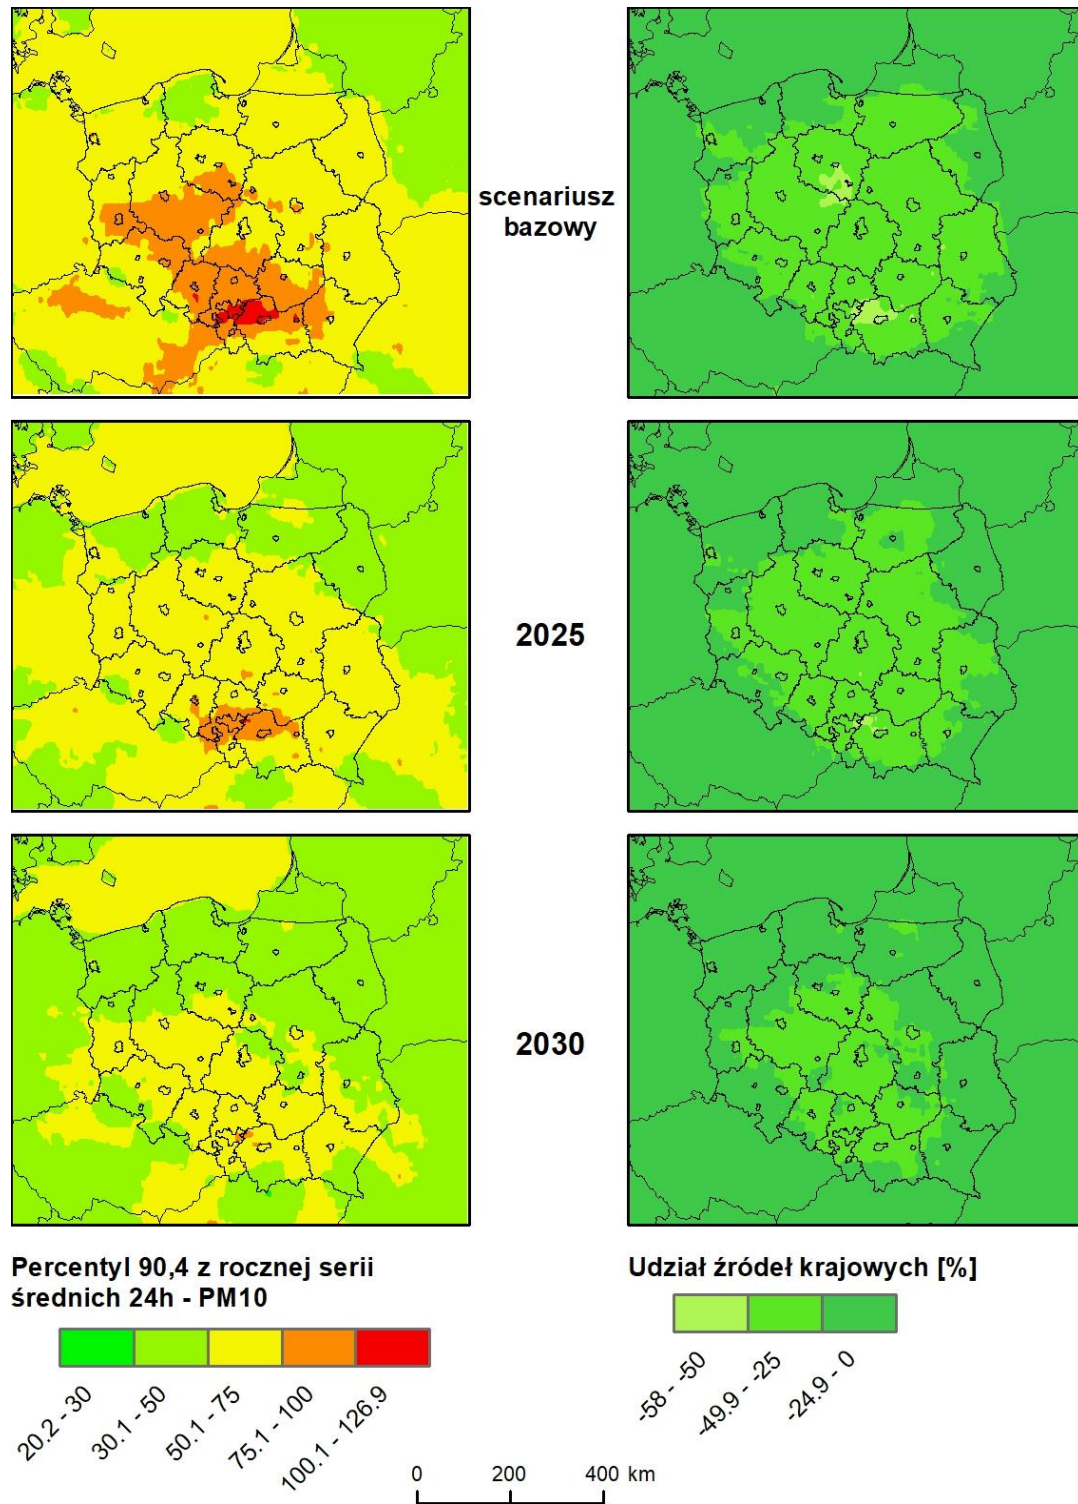 scenariusz
bazowy
2025
2030
Percentyl 90,4 z rocznej serii
średnich 24h - PM10
20.2 - 30
30.1 - 50
50.1 - 75
75.1 - 100
100.1 - 126.9
Udział źródeł krajowych [%]
-58 - -50
-49.9 - -25
-24.9 - 0
0 200 400 km